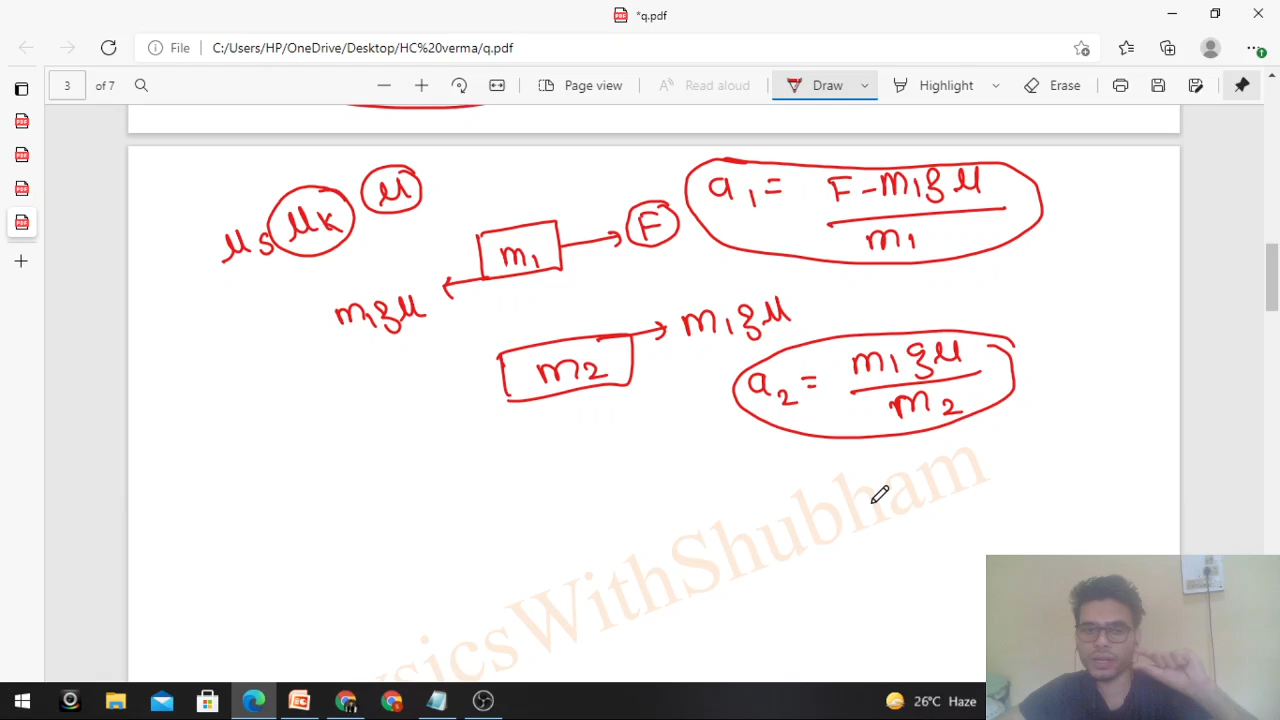 *q.pdf
File C:/Users/HP/OneDrive/Desktop/HC%20verma/q.pdf
3 of 7 Page view Read aloud Draw Highlight Erase
μs μk μ
m1 F
a1 = F - m1gμ / m1
m1gμ
m2 m1gμ
a2 = m1gμ / m2
sicsWithShubham
26°C Haze